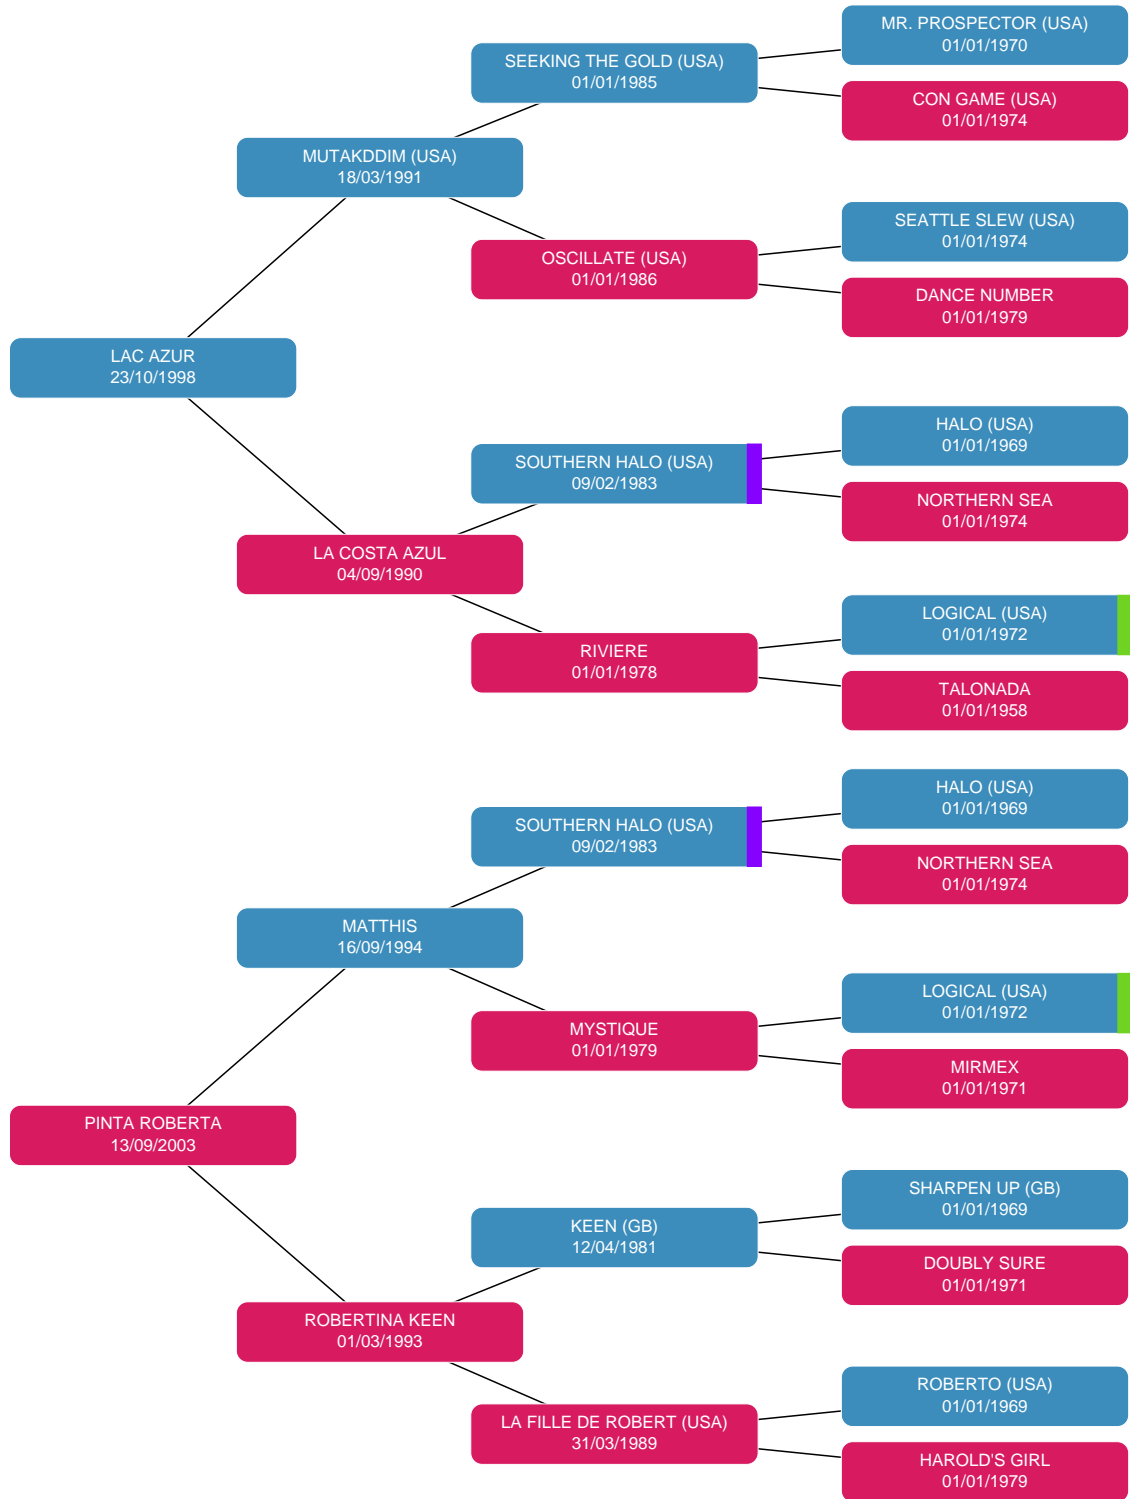 MR. PROSPECTOR (USA)
01/01/1970
SEEKING THE GOLD (USA)
01/01/1985
CON GAME (USA)
01/01/1974
MUTAKDDIM (USA)
18/03/1991
SEATTLE SLEW (USA)
01/01/1974
OSCILLATE (USA)
01/01/1986
DANCE NUMBER
01/01/1979
LAC AZUR
23/10/1998
HALO (USA)
01/01/1969
SOUTHERN HALO (USA)
09/02/1983
NORTHERN SEA
01/01/1974
LA COSTA AZUL
04/09/1990
LOGICAL (USA)
01/01/1972
RIVIERE
01/01/1978
TALONADA
01/01/1958
HALO (USA)
01/01/1969
SOUTHERN HALO (USA)
09/02/1983
NORTHERN SEA
01/01/1974
MATTHIS
16/09/1994
LOGICAL (USA)
01/01/1972
MYSTIQUE
01/01/1979
MIRMEX
01/01/1971
PINTA ROBERTA
13/09/2003
SHARPEN UP (GB)
01/01/1969
KEEN (GB)
12/04/1981
DOUBLY SURE
01/01/1971
ROBERTINA KEEN
01/03/1993
ROBERTO (USA)
01/01/1969
LA FILLE DE ROBERT (USA)
31/03/1989
HAROLD'S GIRL
01/01/1979